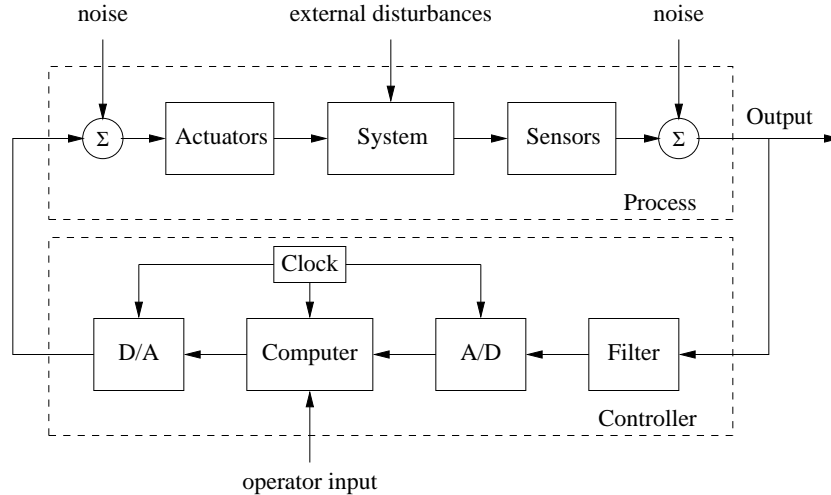 noise
external disturbances
noise
Σ
Actuators
System
Sensors
Σ
Output
Process
Clock
D/A
Computer
A/D
Filter
Controller
operator input